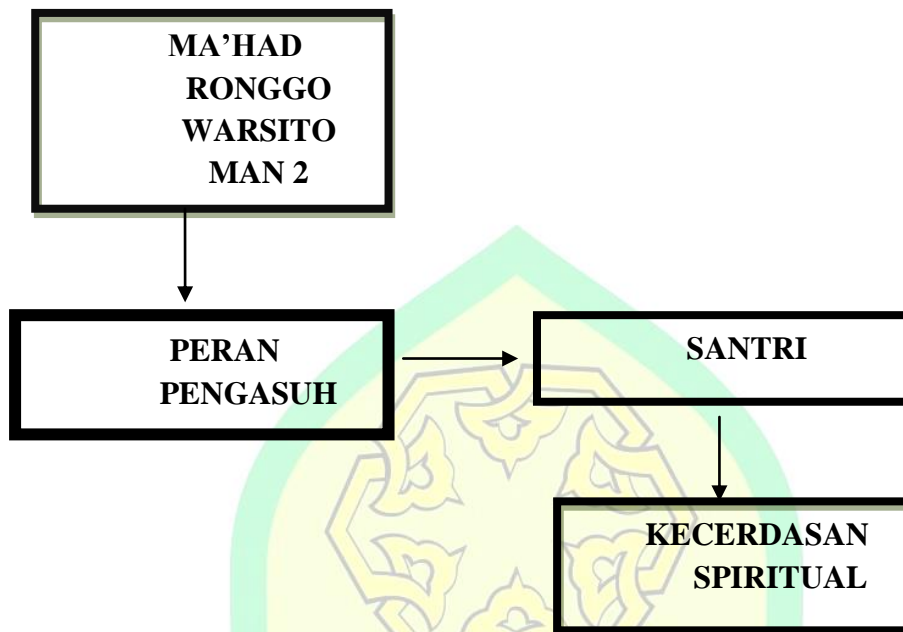 MA’HAD
RONGGO
WARSITO
MAN 2
PERAN
PENGASUH
SANTRI
KECERDASAN
SPIRITUAL